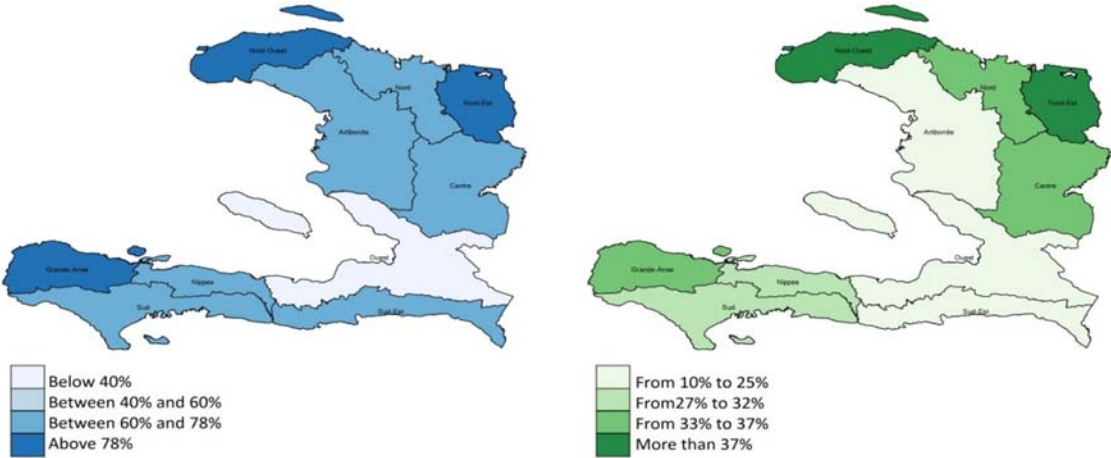 Nord-Ouest
Nord
Nord-Est
Artibonite
Centre
Ouest
Grande-Anse
Nippes
Sud
Sud-Est
Below 40%
Between 40% and 60%
Between 60% and 78%
Above 78%
Nord-Ouest
Nord
Nord-Est
Artibonite
Centre
Ouest
Grande-Anse
Nippes
Sud
Sud-Est
From 10% to 25%
From27% to 32%
From 33% to 37%
More than 37%